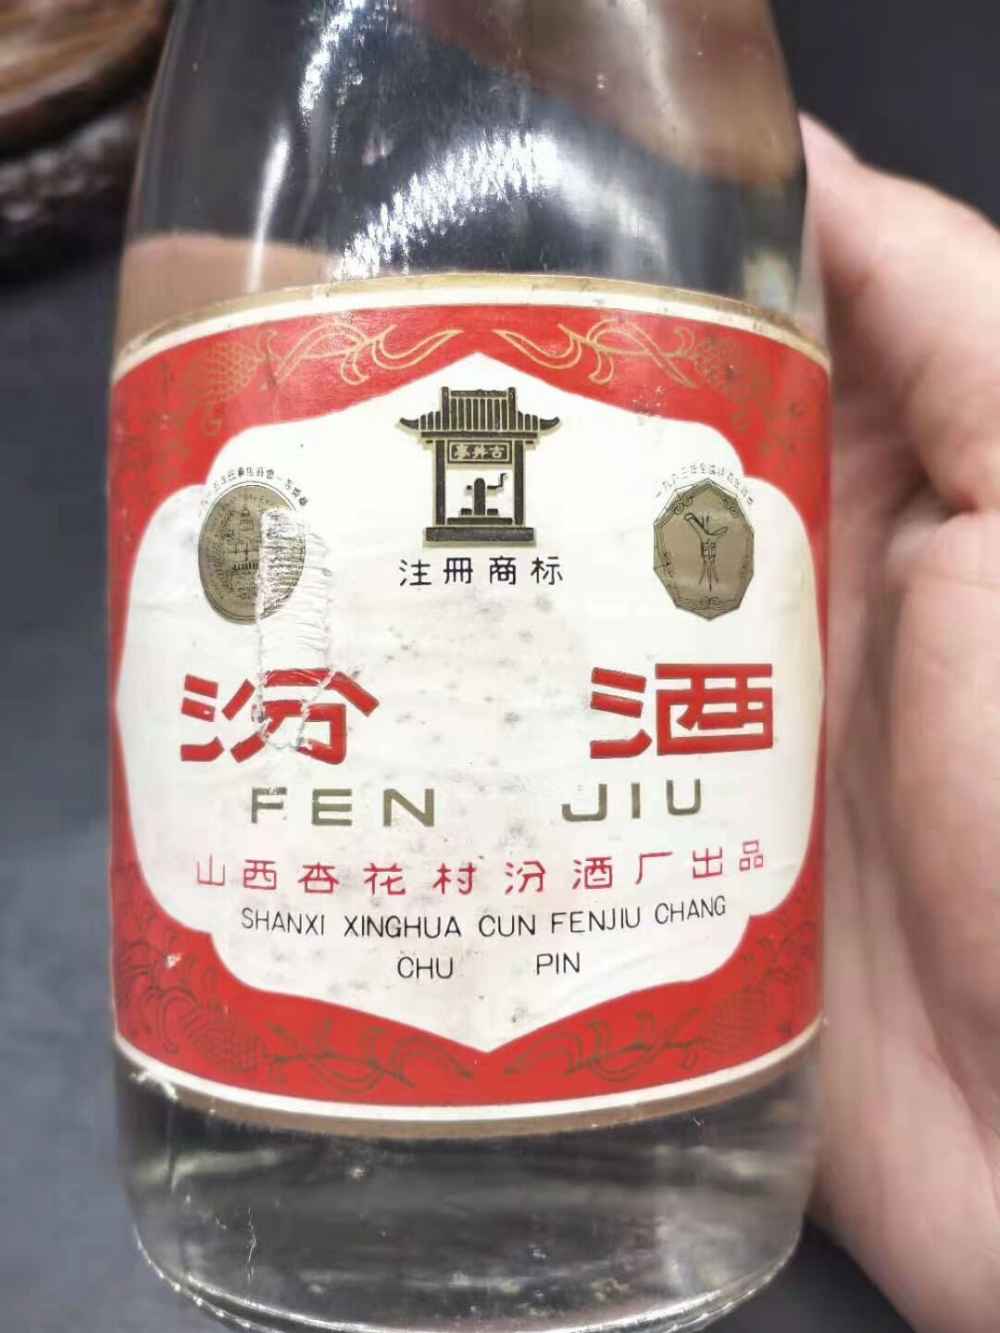 古井亭
注册商标
汾酒
FEN JIU
山西杏花村汾酒厂出品
SHANXI XINGHUA CUN FENJIU CHANG
CHU PIN